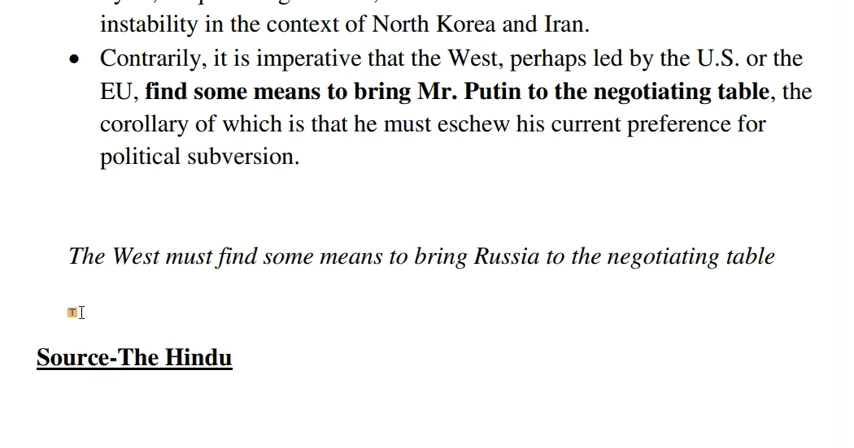 instability in the context of North Korea and Iran.
• Contrarily, it is imperative that the West, perhaps led by the U.S. or the
EU, find some means to bring Mr. Putin to the negotiating table, the
corollary of which is that he must eschew his current preference for
political subversion.
The West must find some means to bring Russia to the negotiating table
T
Source-The Hindu